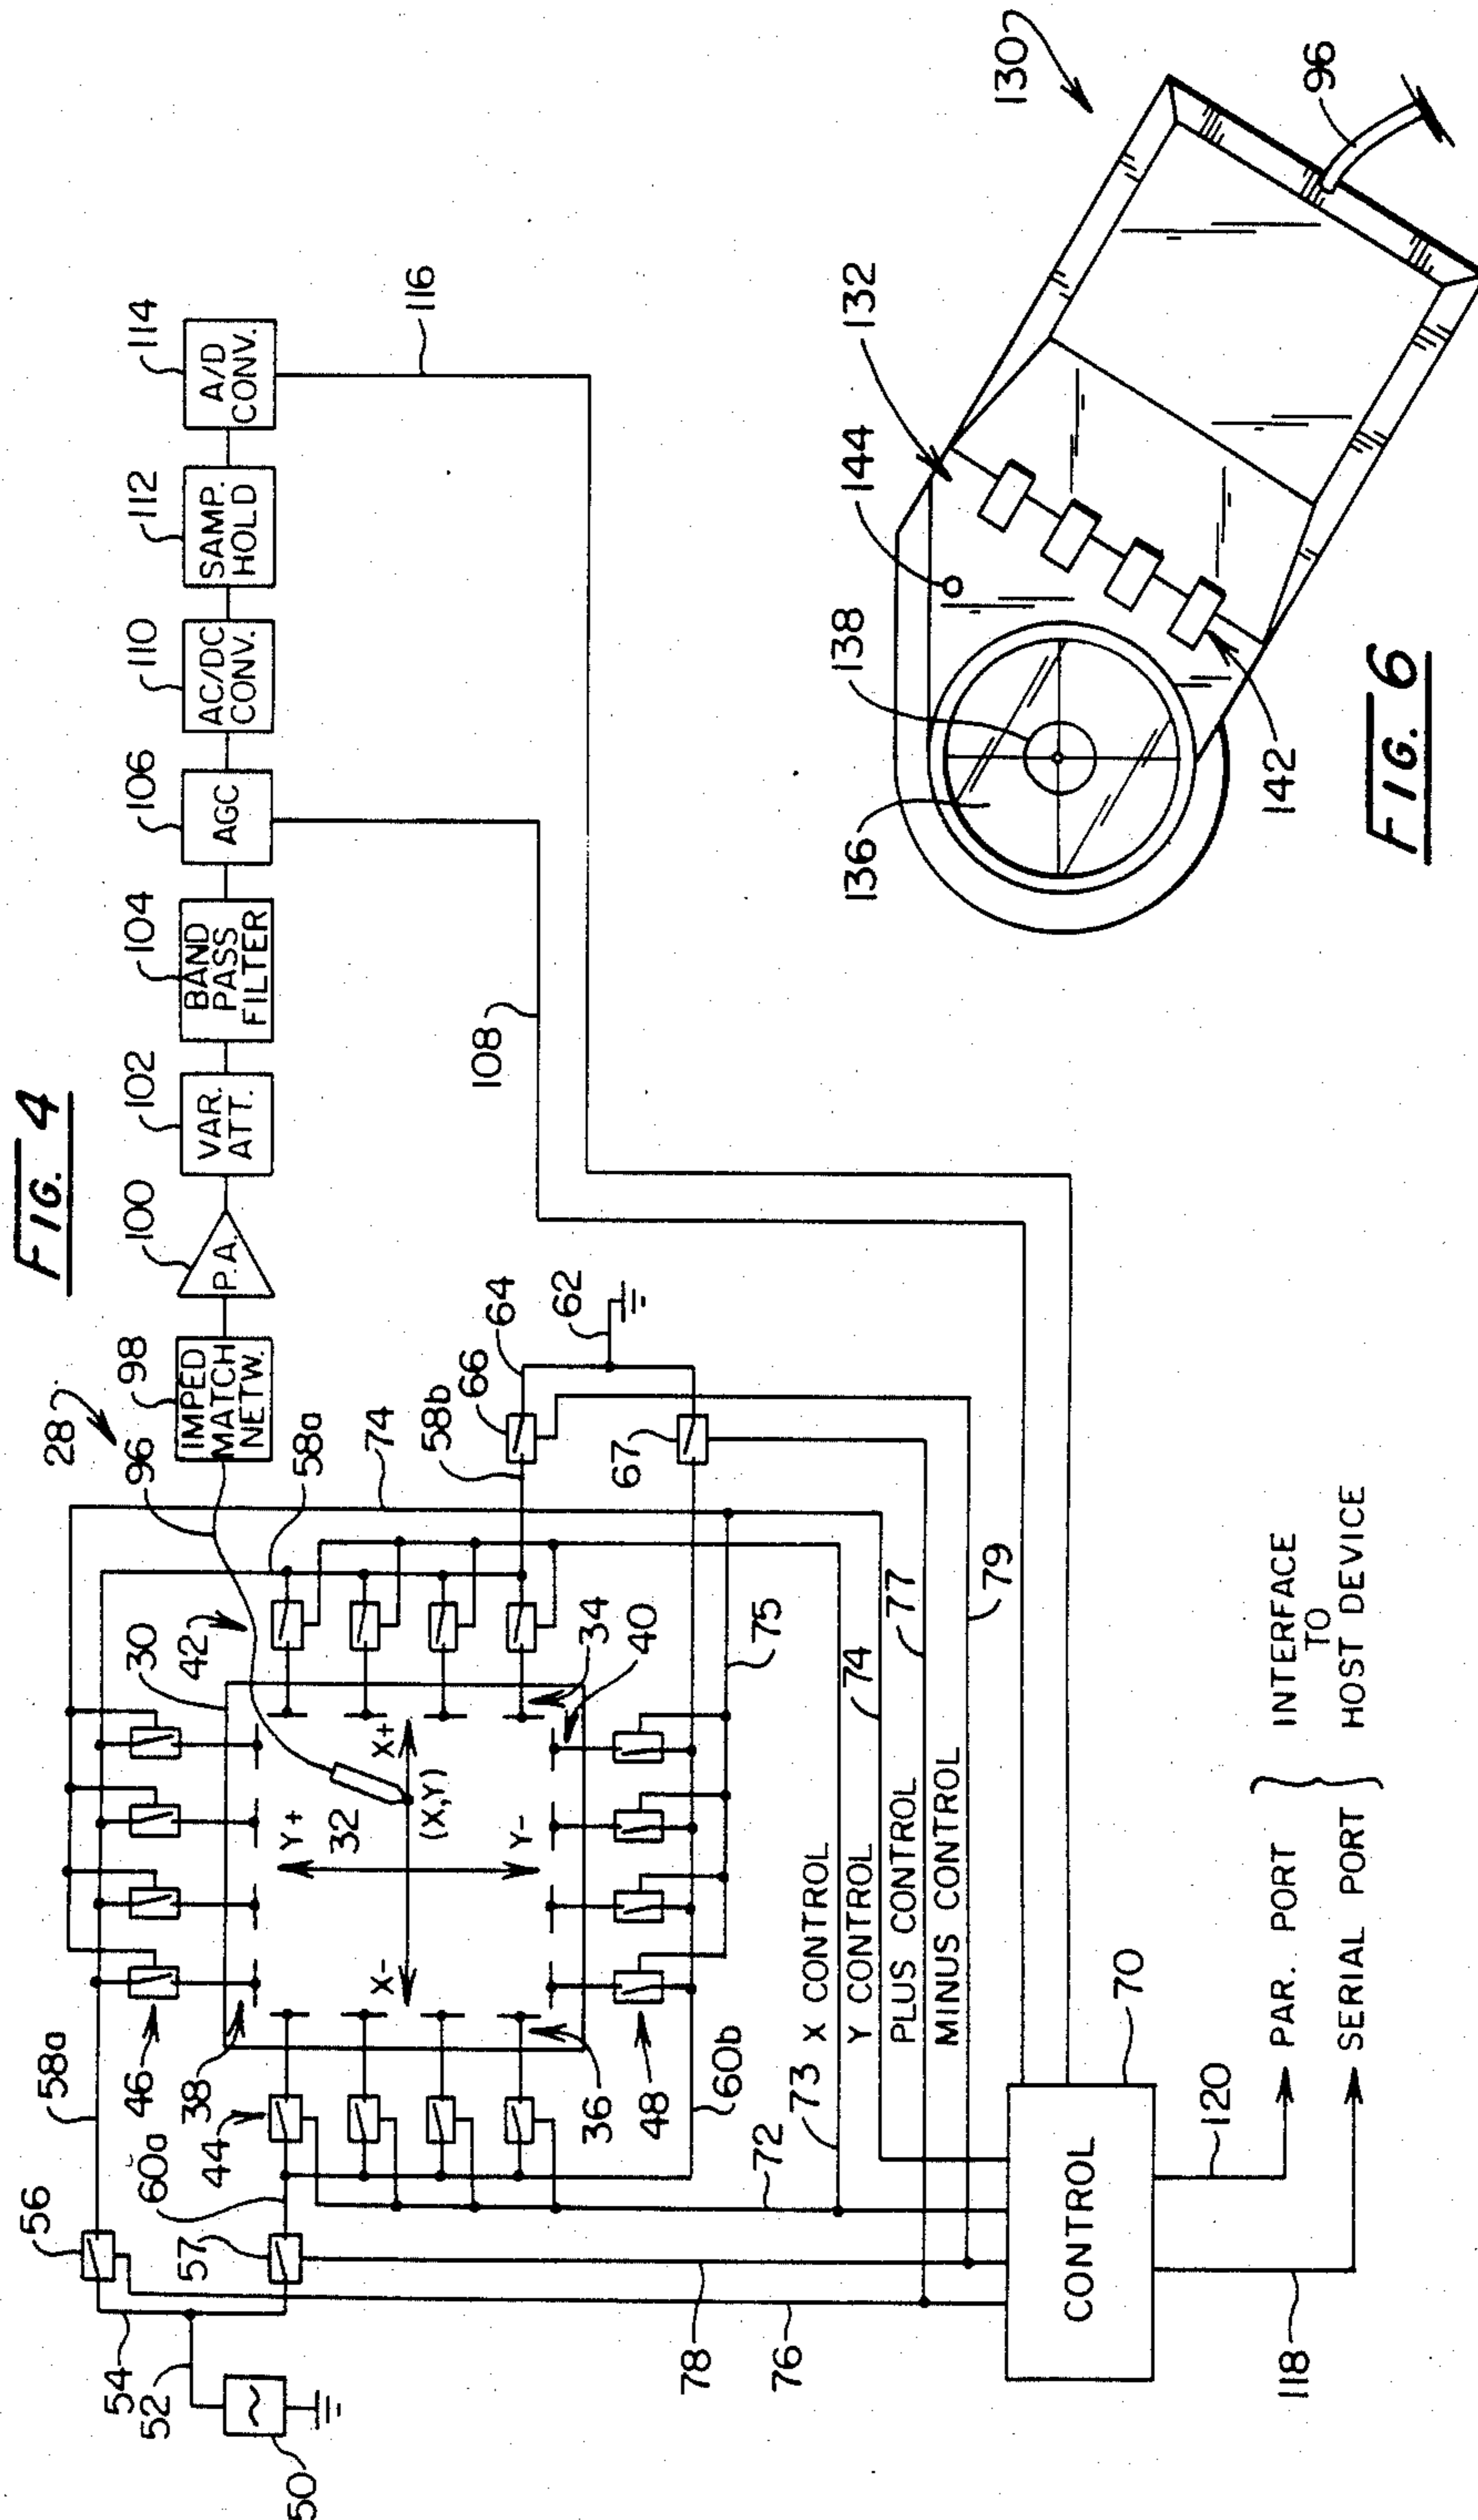 FIG. 4
28
96
98
IMPED
MATCH
NETW.
100
P.A.
102
VAR.
ATT.
104
BAND
PASS
FILTER
106
AGC
108
110
AC/DC
CONV.
112
SAMP.
HOLD
114
A/D
CONV.
116
50
52
54
56
57
58a
60a
46
38
44
30
42
58a
74
58b
66
64
62
67
Y+
32
X+
X-
(X,Y)
Y-
34
40
36
48
60b
75
72
73
X CONTROL
Y CONTROL
74
PLUS CONTROL
77
MINUS CONTROL
79
78
76
CONTROL
70
120
118
PAR. PORT
SERIAL PORT
INTERFACE
TO
HOST DEVICE
130
96
132
144
138
136
142
FIG. 6